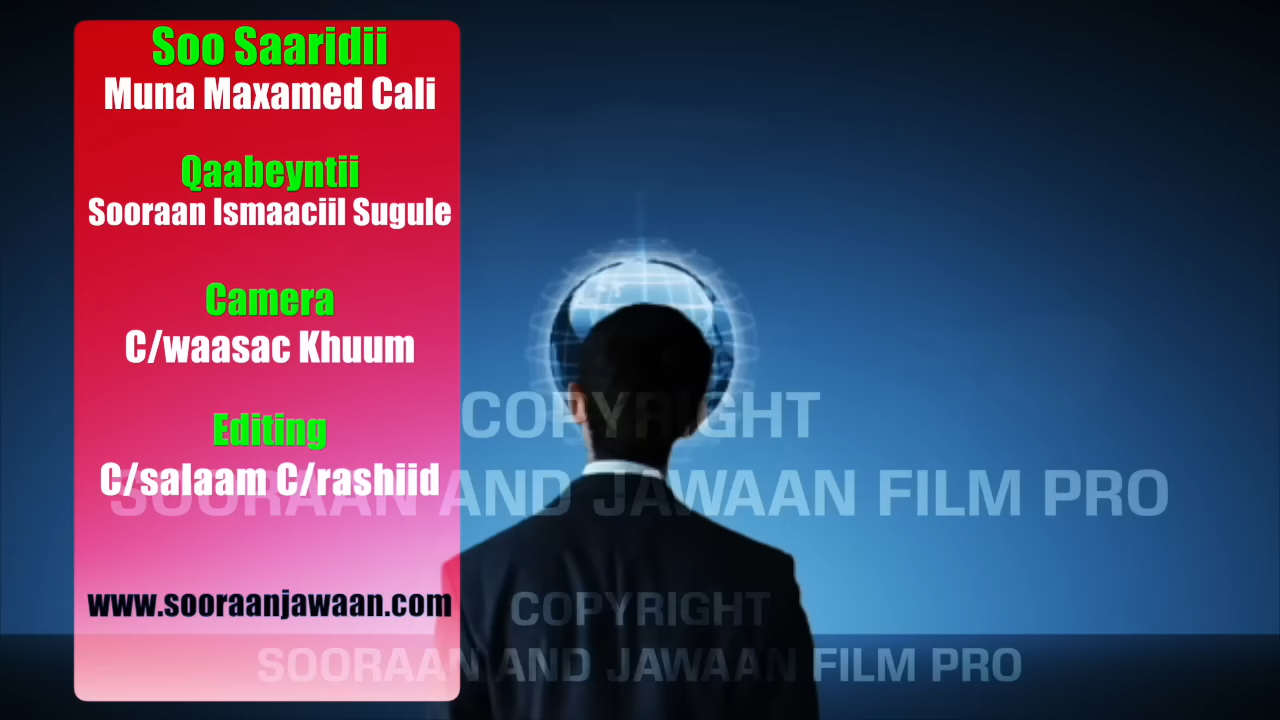 Soo Saaridii
Muna Maxamed Cali
Qaabeyntii
Sooraan Ismaaciil Sugule
Camera
C/waasac Khuum
Editing
C/salaam C/rashiid
www.sooraanjawaan.com
COPYRIGHT
SOORAAN AND JAWAAN FILM PRO
COPYRIGHT
SOORAAN AND JAWAAN FILM PRO